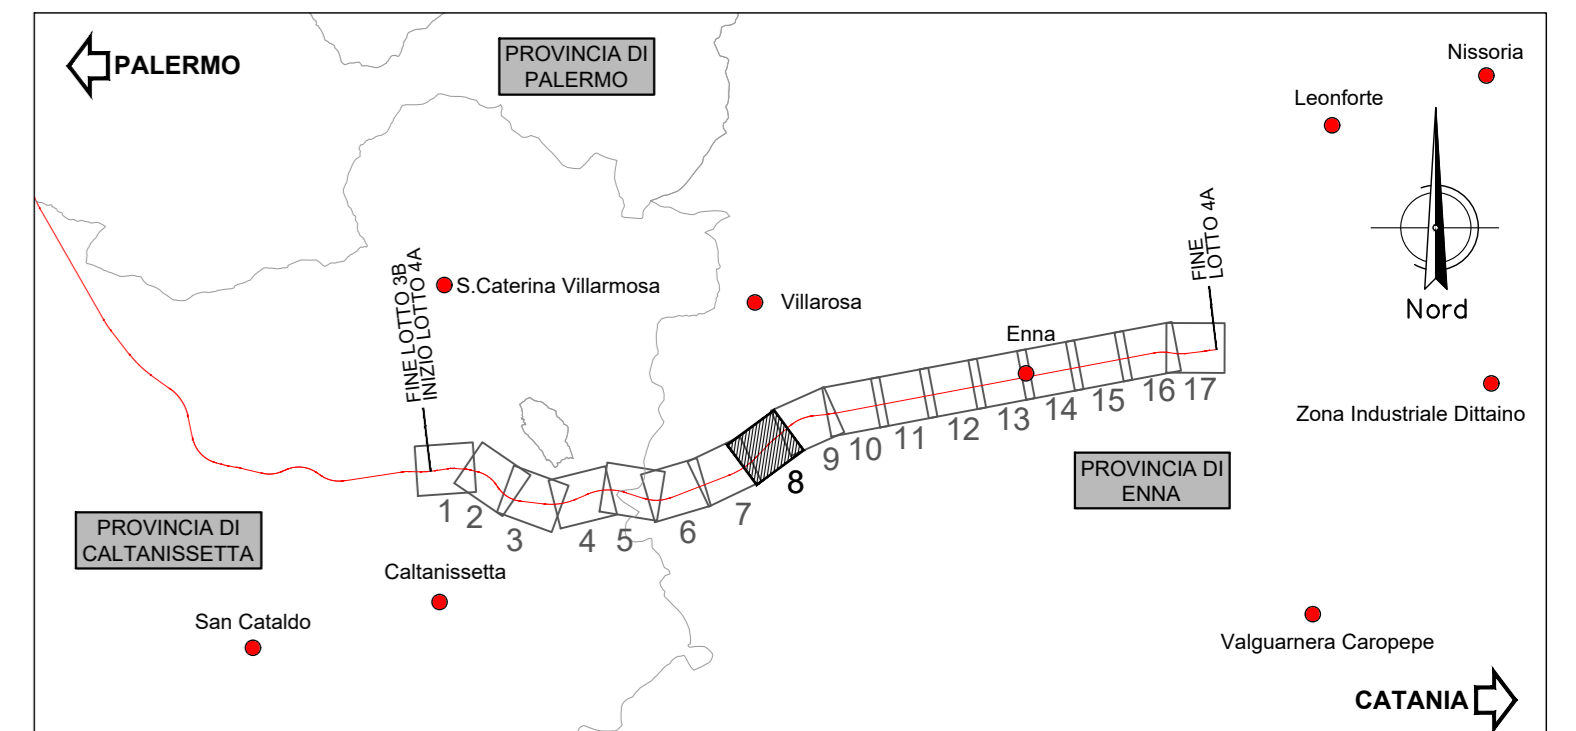 PALERMO
PROVINCIA DI
PALERMO
Nissoria
Leonforte
Nord
FINE LOTTO 3B
INIZIO LOTTO 4A
S.Caterina Villarmosa
Villarosa
Enna
FINE
LOTTO 4A
Zona Industriale Dittaino
1
2
3
4
5
6
7
8
9
10
11
12
13
14
15
16
17
PROVINCIA DI
ENNA
PROVINCIA DI
CALTANISSETTA
Caltanissetta
San Cataldo
Valguarnera Caropepe
CATANIA